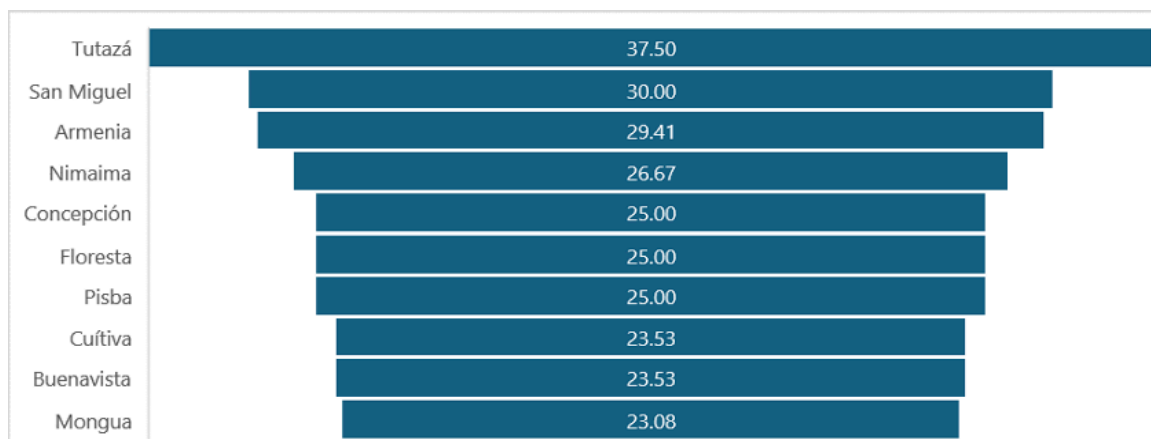 Tutazá 37.50
San Miguel 30.00
Armenia 29.41
Nimaima 26.67
Concepción 25.00
Floresta 25.00
Pisba 25.00
Cuítiva 23.53
Buenavista 23.53
Mongua 23.08